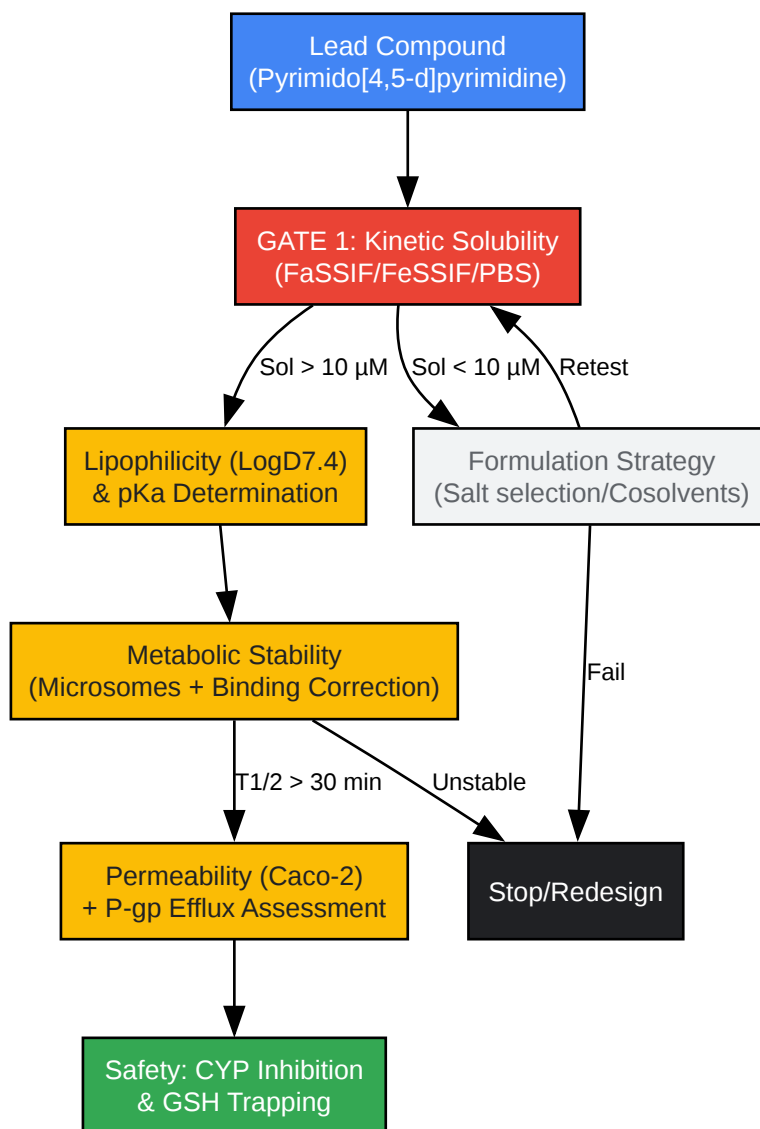 Lead Compound
(Pyrimido[4,5-d]pyrimidine)
GATE 1: Kinetic Solubility
(FaSSIF/FeSSIF/PBS)
Sol > 10 µM
Sol < 10 µM
Retest
Lipophilicity (LogD7.4)
& pKa Determination
Formulation Strategy
(Salt selection/Cosolvents)
Metabolic Stability
(Microsomes + Binding Correction)
Fail
T1/2 > 30 min
Unstable
Permeability (Caco-2)
+ P-gp Efflux Assessment
Stop/Redesign
Safety: CYP Inhibition
& GSH Trapping